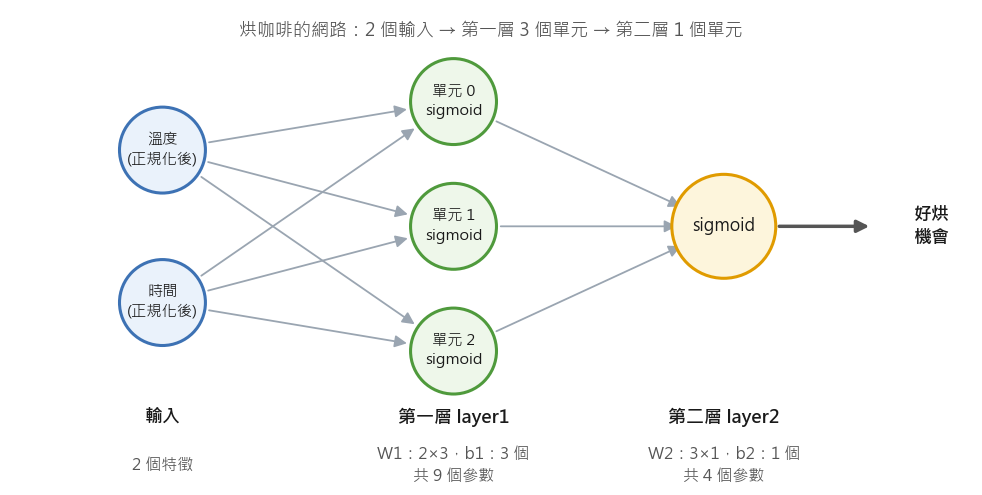 烘咖啡的網路：2 個輸入 → 第一層 3 個單元 → 第二層 1 個單元
溫度
(正規化後)
時間
(正規化後)
單元 0
sigmoid
單元 1
sigmoid
單元 2
sigmoid
sigmoid
好烘
機會
輸入
2 個特徵
第一層 layer1
W1：2×3 · b1：3 個
共 9 個參數
第二層 layer2
W2：3×1 · b2：1 個
共 4 個參數